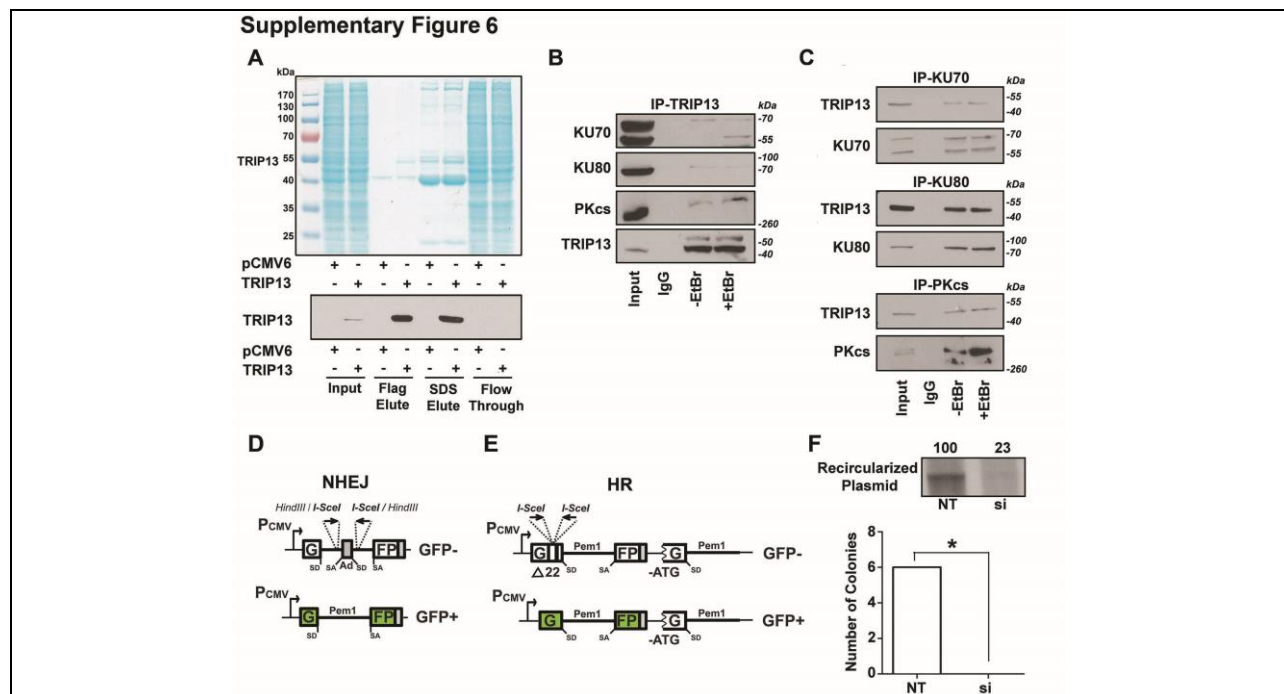 Supplementary Figure 6
A
kDa
170
130
100
70
TRIP13 55
40
35
25
pCMV6 + - + - + - + -
TRIP13 - + - + - + - +
TRIP13
pCMV6 + - + - + - + -
TRIP13 - + - + - + - +
Input Flag Elute SDS Elute Flow Through
B
IP-TRIP13 kDa
KU70 -70
-55
KU80 -100
-70
PKcs
-260
TRIP13 -50
-40
Input IgG -EtBr +EtBr
C
IP-KU70 kDa
TRIP13 -55
-40
KU70 -70
-55
IP-KU80 kDa
TRIP13 -55
-40
KU80 -100
-70
IP-PKcs kDa
TRIP13 -55
-40
PKcs
-260
Input IgG -EtBr +EtBr
D
NHEJ
HindIII / I-SceI I-SceI / HindIII
PCMV
G FP GFP-
SD SA Ad SD SA
PCMV
G Pem1 FP GFP+
SD SA
E
HR
I-SceI I-SceI
PCMV
G Pem1 FP G Pem1 GFP-
△22 SD SA -ATG SD
PCMV
G Pem1 FP G Pem1 GFP+
SD SA -ATG SD
F
100 23
Recircularized
Plasmid
NT si
Number of Colonies
8
6
4
2
0
*
NT si